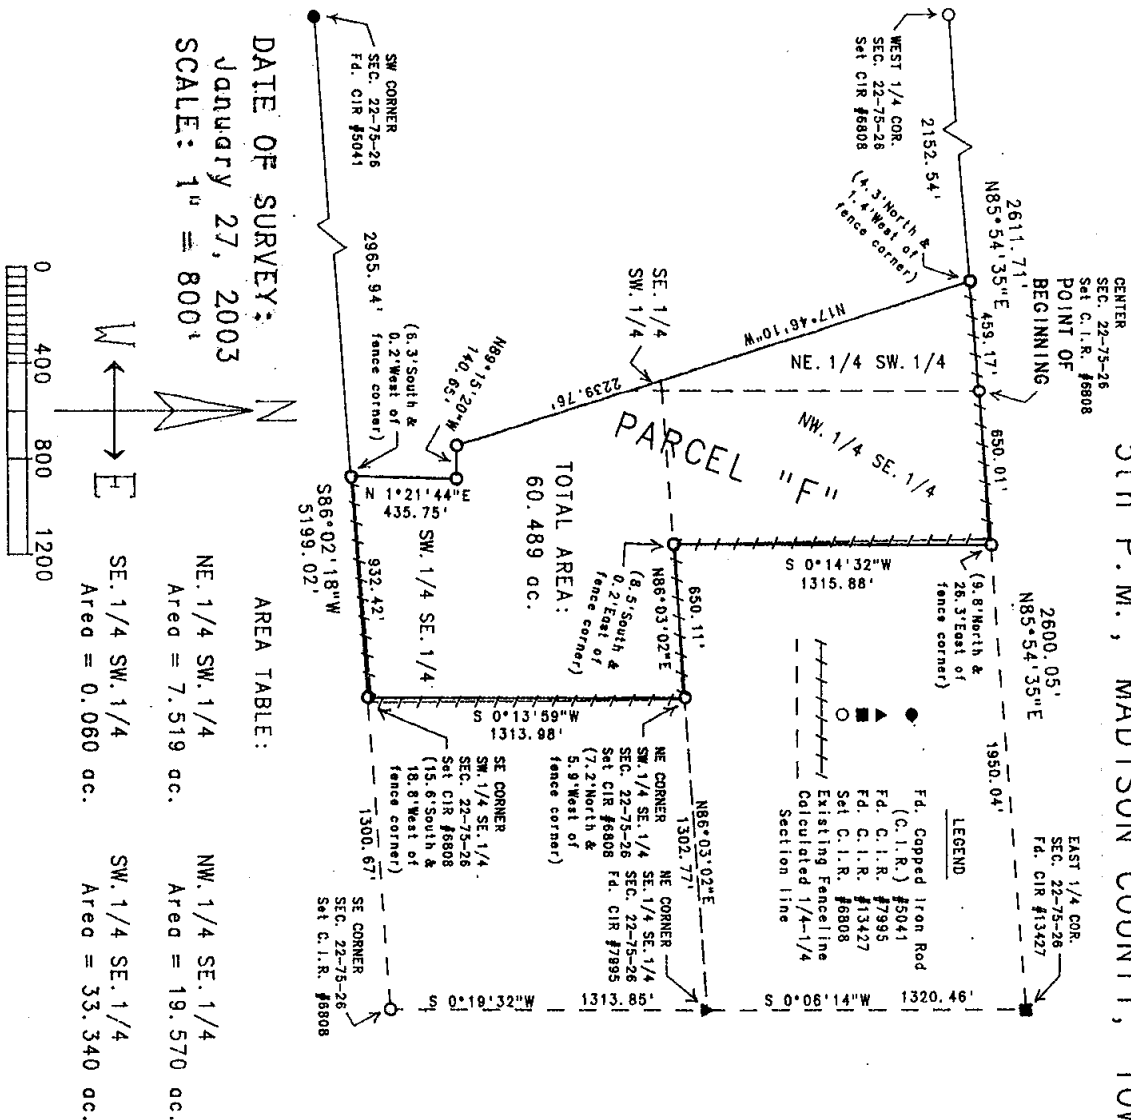 5th P.M., MADISON COUNTY,
CENTER
SEC. 22-75-26
Set C.I.R. #6808
POINT OF
BEGINNING
WEST 1/4 COR.
SEC. 22-75-26
Set CIR #6808
2152.54'
2611.71'
N85°54'35"E
(4.3'North &
1.4'West of
fence corner)
459.17'
650.01'
2600.05'
N85°54'35"E
1950.04'
(9.8'North &
26.3'East of
fence corner)
EAST 1/4 COR.
SEC. 22-75-26
Fd. CIR #13427
NE. 1/4 SW. 1/4
NW. 1/4 SE. 1/4
N17°46'10"W
2239.76'
SE. 1/4
SW. 1/4
PARCEL "F"
TOTAL AREA:
60.489 ac.
S 0°14'32"W
1315.88'
LEGEND
Fd. Capped Iron Rod
(C.I.R.) #5041
Fd. C.I.R. #7995
Fd. C.I.R. #13427
Set C.I.R. #6808
Existing Fenceline
Calculated 1/4-1/4
Section line
S 0°06'14"W 1320.46'
650.11'
N86°03'02"E
(8.5'South &
0.2'East of
fence corner)
N86°03'02"E
1302.77'
NE CORNER
SW.1/4 SE.1/4
SEC. 22-75-26
Set CIR #6808
(7.2'North &
5.9'West of
fence corner)
NE CORNER
SE.1/4 SE.1/4
SEC. 22-75-26
Fd. CIR #7995
N89°15'20"W
140.65'
N 1°21'44"E
435.75'
SW. 1/4 SE. 1/4
S 0°13'59"W
1313.98'
S 0°19'32"W 1313.85'
SW CORNER
SEC. 22-75-26
Fd. CIR #5041
2965.94'
(6.3'South &
0.2'West of
fence corner)
932.42'
S86°02'18"W
5199.02'
SE CORNER
SW.1/4 SE.1/4
SEC. 22-75-26
Set CIR #6808
(15.6'South &
18.8'West of
fence corner)
1300.67'
SE CORNER
SEC. 22-75-26
Set C.I.R. #6808
DATE OF SURVEY:
January 27, 2003
SCALE: 1" = 800'
N
W E
0 400 800 1200
AREA TABLE:
NE.1/4 SW.1/4 NW.1/4 SE.1/4
Area = 7.519 ac. Area = 19.570 ac.
SE.1/4 SW.1/4 SW.1/4 SE.1/4
Area = 0.060 ac. Area = 33.340 ac.